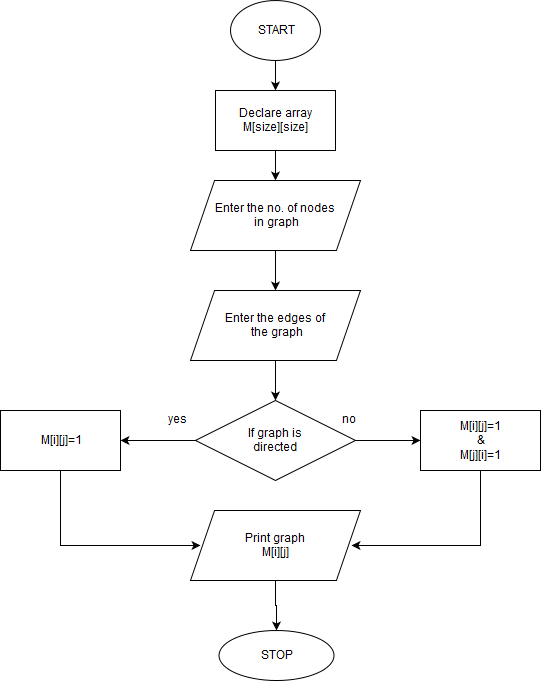 START
Declare array
M[size][size]
Enter the no. of nodes
in graph
Enter the edges of
the graph
yes
no
If graph is
directed
M[i][j]=1
M[i][j]=1
&
M[j][i]=1
Print graph
M[i][j]
STOP